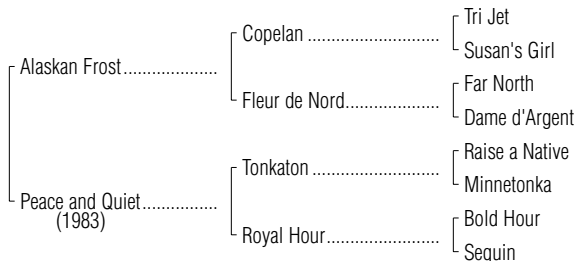 Tri Jet
Copelan ............................
Susan's Girl
Alaskan Frost....................
Far North
Fleur de Nord....................
Dame d'Argent
Raise a Native
Tonkaton ...........................
Minnetonka
Peace and Quiet................
(1983)
Bold Hour
Royal Hour........................
Sequin